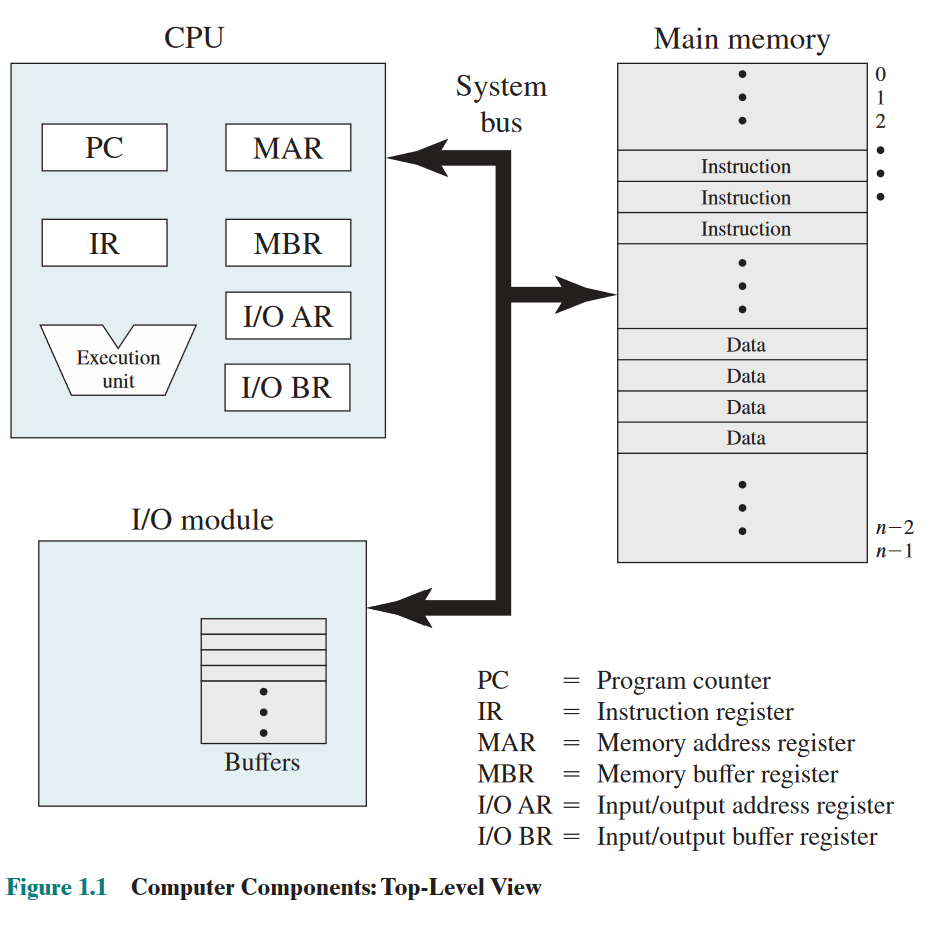 CPU
PC
MAR
IR
MBR
I/O AR
Execution
unit
I/O BR
System
bus
Main memory
0
1
2
Instruction
Instruction
Instruction
Data
Data
Data
Data
n−2
n−1
I/O module
Buffers
PC = Program counter
IR = Instruction register
MAR = Memory address register
MBR = Memory buffer register
I/O AR = Input/output address register
I/O BR = Input/output buffer register
Figure 1.1 Computer Components: Top-Level View